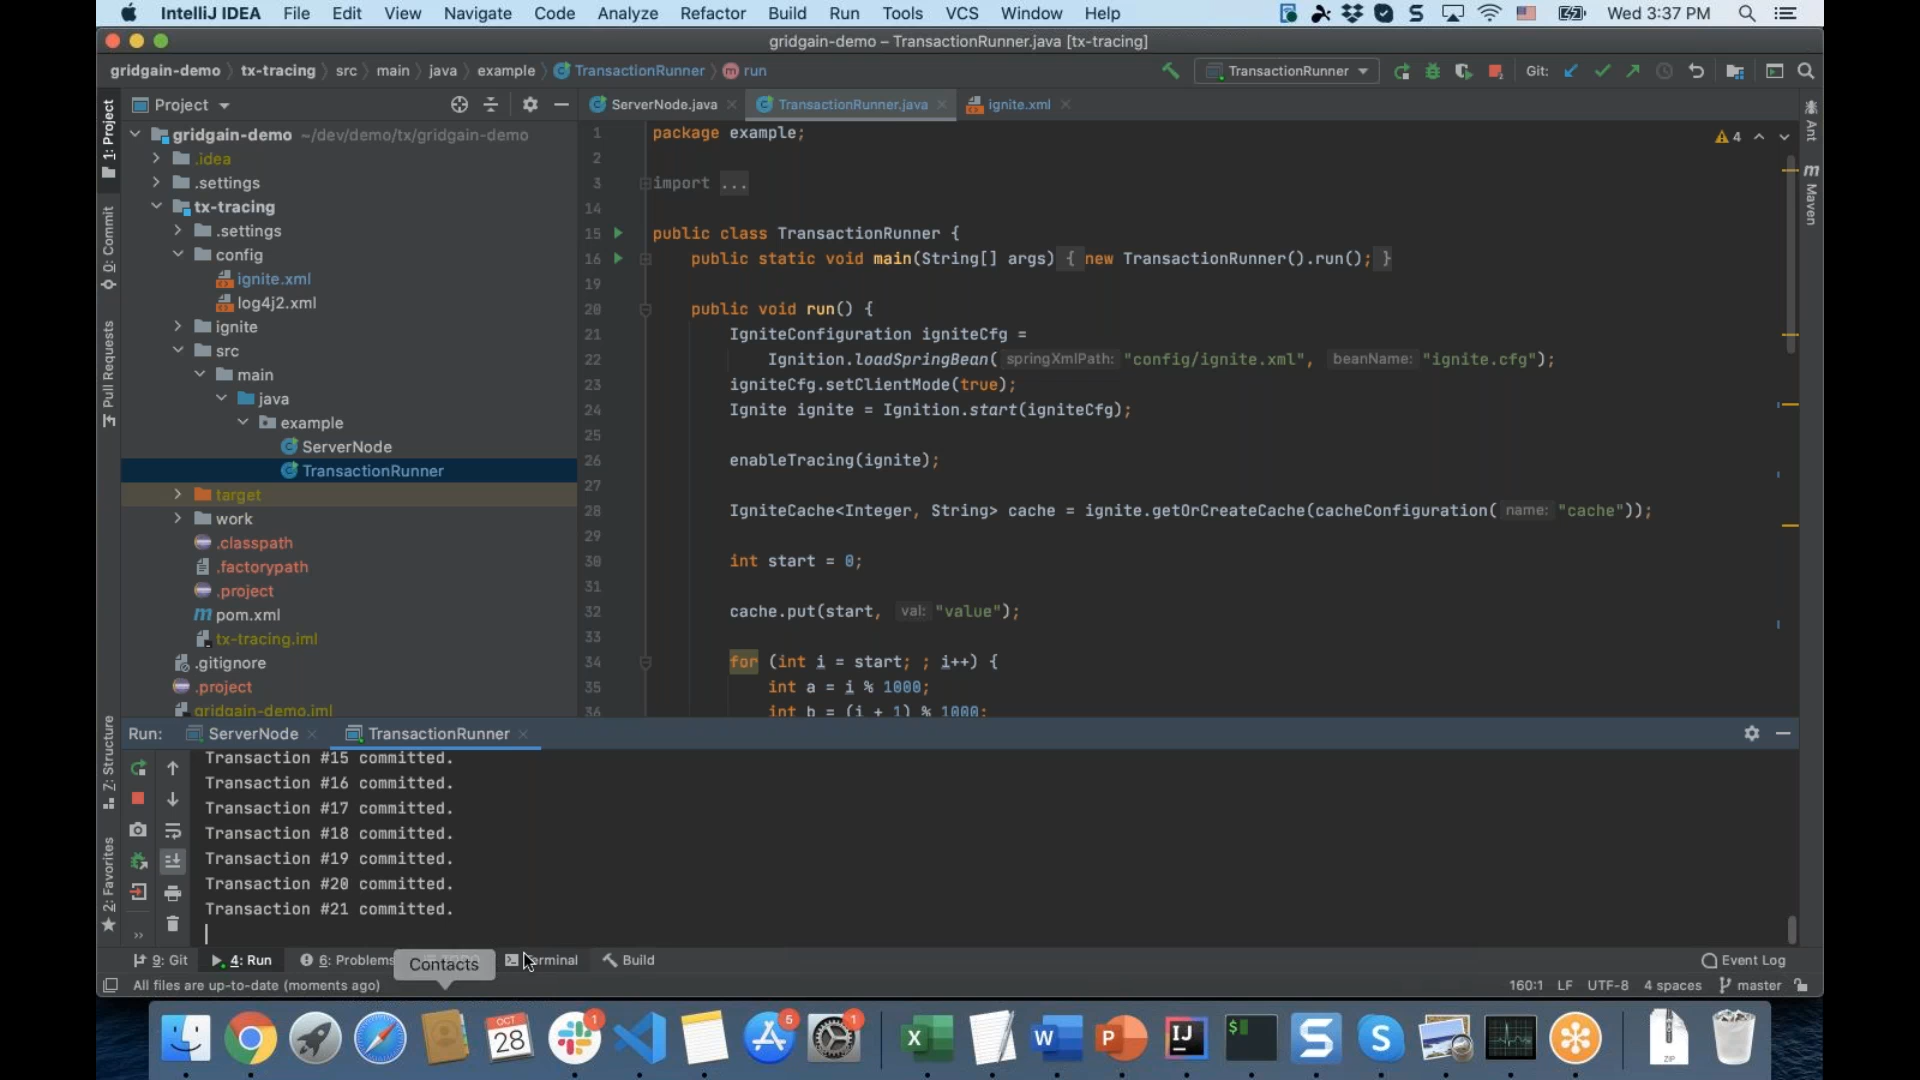 IntelliJ IDEA File Edit View Navigate Code Analyze Refactor Build Run Tools VCS Window Help Wed 3:37 PM
gridgain-demo – TransactionRunner.java [tx-tracing]
gridgain-demo tx-tracing src main java example TransactionRunner run TransactionRunner Git:
Project ServerNode.java TransactionRunner.java ignite.xml
1: Project
0: Commit
Pull Requests
Z: Structure
2: Favorites
Ant
Maven
gridgain-demo ~/dev/demo/tx/gridgain-demo
.idea
.settings
tx-tracing
.settings
config
ignite.xml
log4j2.xml
ignite
src
main
java
example
ServerNode
TransactionRunner
target
work
.classpath
.factorypath
.project
pom.xml
tx-tracing.iml
.gitignore
.project
gridgain-demo.iml
4
1 package example;
2
3 import ...
14
15 public class TransactionRunner {
16 public static void main(String[] args) { new TransactionRunner().run(); }
19
20 public void run() {
21 IgniteConfiguration igniteCfg =
22 Ignition.loadSpringBean( springXmlPath: "config/ignite.xml", beanName: "ignite.cfg");
23 igniteCfg.setClientMode(true);
24 Ignite ignite = Ignition.start(igniteCfg);
25
26 enableTracing(ignite);
27
28 IgniteCache<Integer, String> cache = ignite.getOrCreateCache(cacheConfiguration( name: "cache"));
29
30 int start = 0;
31
32 cache.put(start, val: "value");
33
34 for (int i = start; ; i++) {
35 int a = i % 1000;
36 int b = (i + 1) % 1000;
Run: ServerNode TransactionRunner
Transaction #15 committed.
Transaction #16 committed.
Transaction #17 committed.
Transaction #18 committed.
Transaction #19 committed.
Transaction #20 committed.
Transaction #21 committed.
9: Git 4: Run 6: Problems Contacts Build Event Log
All files are up-to-date (moments ago) 160:1 LF UTF-8 4 spaces master
OCT
28
1
5
1
X
W
P
IJ
$
S
S
ZIP